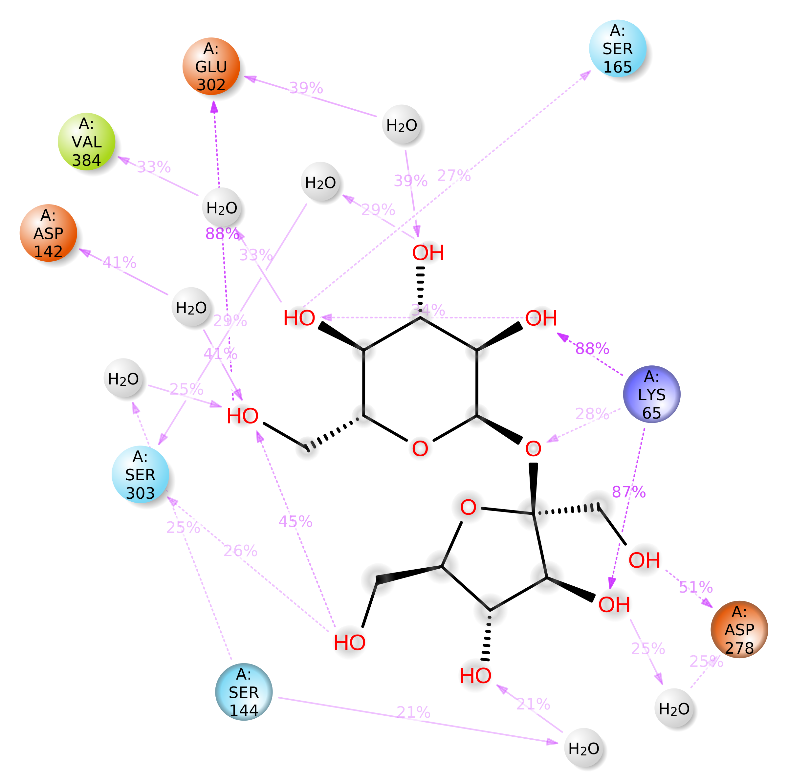 A:
SER
165
A:
GLU
302
39%
H₂O
A:
VAL
384
33%
39%
27%
H₂O
29%
H₂O
A:
ASP
142
88%
33%
OH
41%
H₂O
29%
HO
34%
OH
41%
88%
H₂O
25%
A:
LYS
65
HO
28%
O
O
A:
SER
303
87%
O
45%
25%
26%
OH
51%
OH
A:
ASP
278
HO
25%
25%
HO
A:
SER
144
21%
21%
H₂O
H₂O